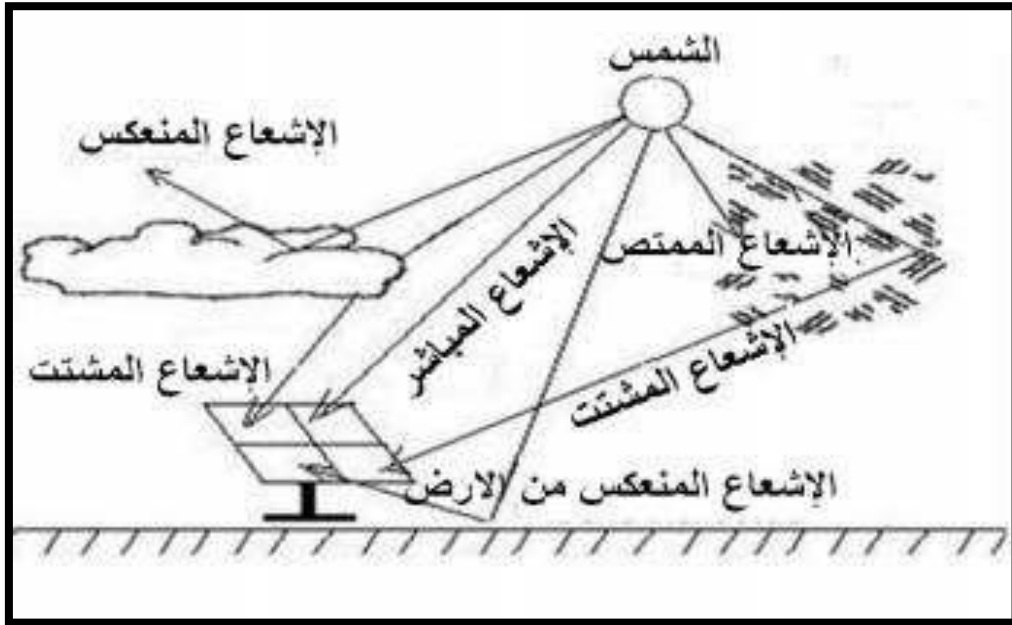 الشمس
الإشعاع المنعكس
الإشعاع الممتص
الإشعاع المباشر
الإشعاع المشتت
الإشعاع المشتت
الإشعاع المنعكس من الارض